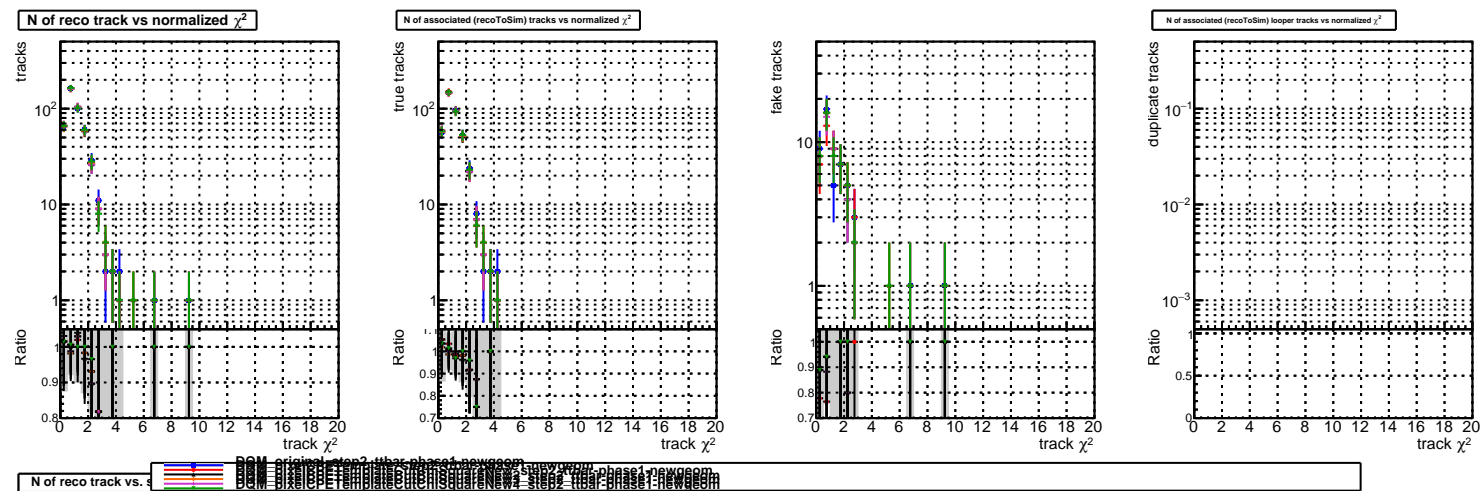 N of reco track vs normalized χ²
N of associated (recoToSim) tracks vs normalized χ²
N of associated (recoToSim) looper tracks vs normalized χ²
tracks
10²
10
1
Ratio
1
0.9
0.8
0 2 4 6 8 10 12 14 16 18 20
track χ²
true tracks
10²
10
1
Ratio
1.1
1
0.9
0.8
0.7
0 2 4 6 8 10 12 14 16 18 20
track χ²
fake tracks
10
1
Ratio
1
0.9
0.8
0.7
0 2 4 6 8 10 12 14 16 18 20
track χ²
duplicate tracks
10⁻¹
10⁻²
10⁻³
Ratio
1
0.5
0
0 2 4 6 8 10 12 14 16 18 20
track χ²
DQM_original_step2_ttbar-phase1-newgeom
N of reco track vs.